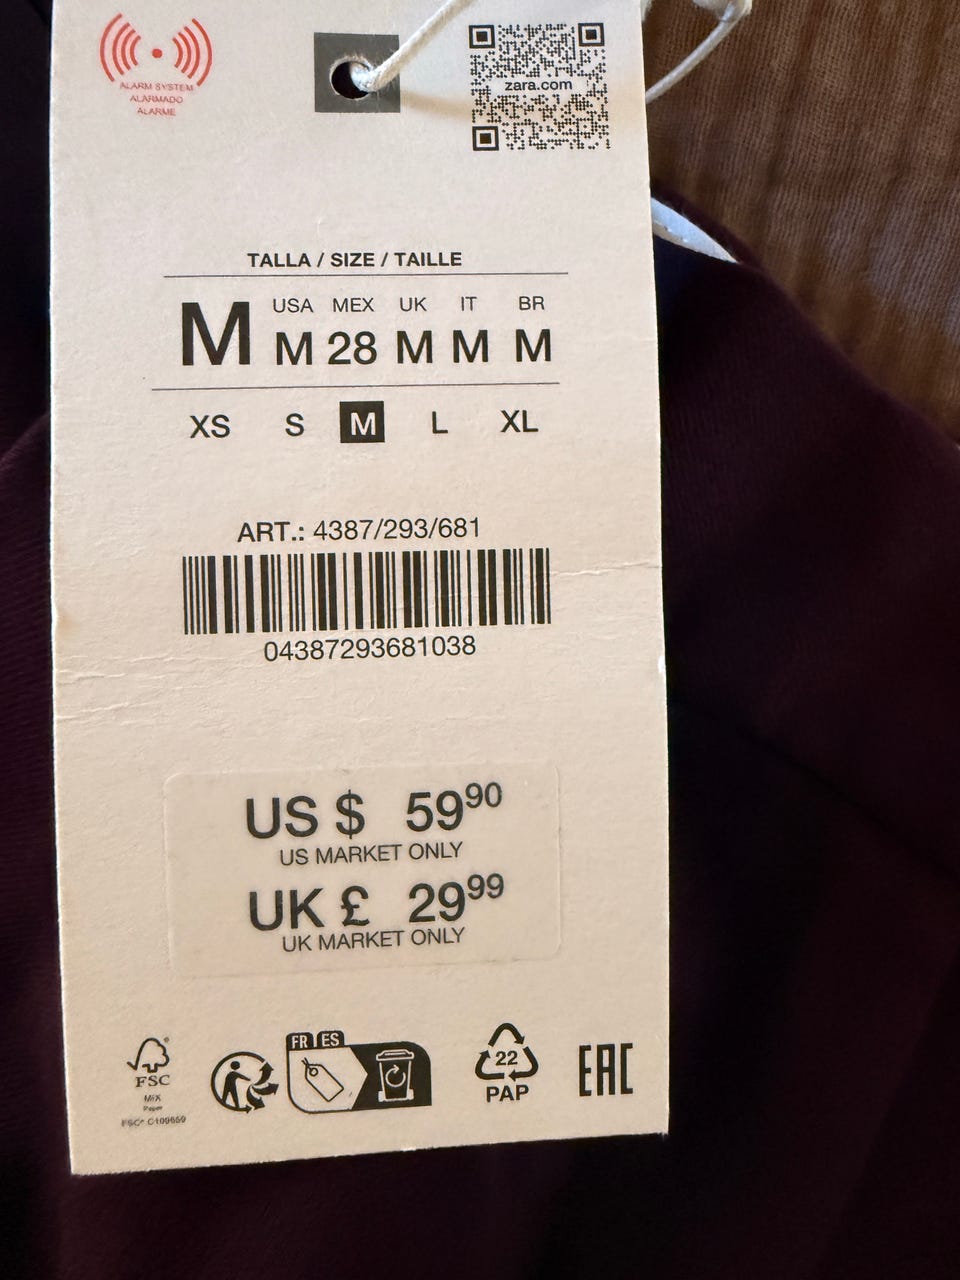 ALARM SYSTEM
ALARMADO
ALARME
zara.com
TALLA / SIZE / TAILLE
M USA MEX UK IT BR
M 28 M M M
XS S M L XL
ART.: 4387/293/681
04387293681038
US $ 59⁹⁰
US MARKET ONLY
UK £ 29⁹⁹
UK MARKET ONLY
FSC
MIX
Paper
FSC® C109659
FR ES
22
PAP
EAC